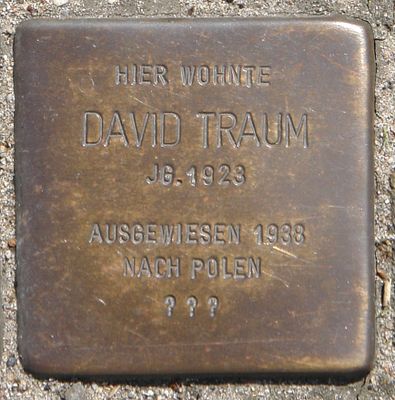 HIER WOHNTE
DAVID TRAUM
JG. 1923
AUSGEWIESEN 1938
NACH POLEN
? ? ?